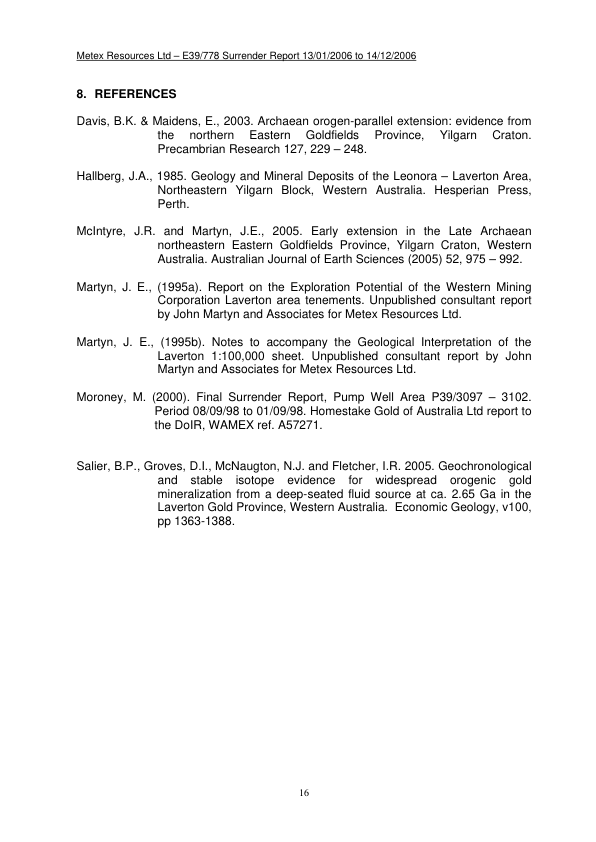 Metex Resources Ltd – E39/778 Surrender Report 13/01/2006 to 14/12/2006
8. REFERENCES
Davis, B.K. & Maidens, E., 2003. Archaean orogen-parallel extension: evidence from
the northern Eastern Goldfields Province, Yilgarn Craton.
Precambrian Research 127, 229 – 248.
Hallberg, J.A., 1985. Geology and Mineral Deposits of the Leonora – Laverton Area,
Northeastern Yilgarn Block, Western Australia. Hesperian Press,
Perth.
McIntyre, J.R. and Martyn, J.E., 2005. Early extension in the Late Archaean
northeastern Eastern Goldfields Province, Yilgarn Craton, Western
Australia. Australian Journal of Earth Sciences (2005) 52, 975 – 992.
Martyn, J. E., (1995a). Report on the Exploration Potential of the Western Mining
Corporation Laverton area tenements. Unpublished consultant report
by John Martyn and Associates for Metex Resources Ltd.
Martyn, J. E., (1995b). Notes to accompany the Geological Interpretation of the
Laverton 1:100,000 sheet. Unpublished consultant report by John
Martyn and Associates for Metex Resources Ltd.
Moroney, M. (2000). Final Surrender Report, Pump Well Area P39/3097 – 3102.
Period 08/09/98 to 01/09/98. Homestake Gold of Australia Ltd report to
the DoIR, WAMEX ref. A57271.
Salier, B.P., Groves, D.I., McNaugton, N.J. and Fletcher, I.R. 2005. Geochronological
and stable isotope evidence for widespread orogenic gold
mineralization from a deep-seated fluid source at ca. 2.65 Ga in the
Laverton Gold Province, Western Australia. Economic Geology, v100,
pp 1363-1388.
16